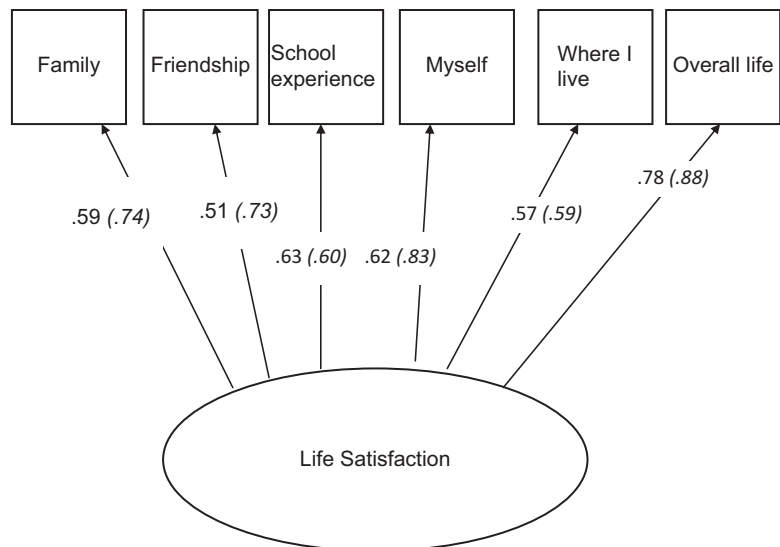 Family
Friendship
School
experience
Myself
Where I
live
Overall life
.59 (.74)
.51 (.73)
.63 (.60)
.62 (.83)
.57 (.59)
.78 (.88)
Life Satisfaction